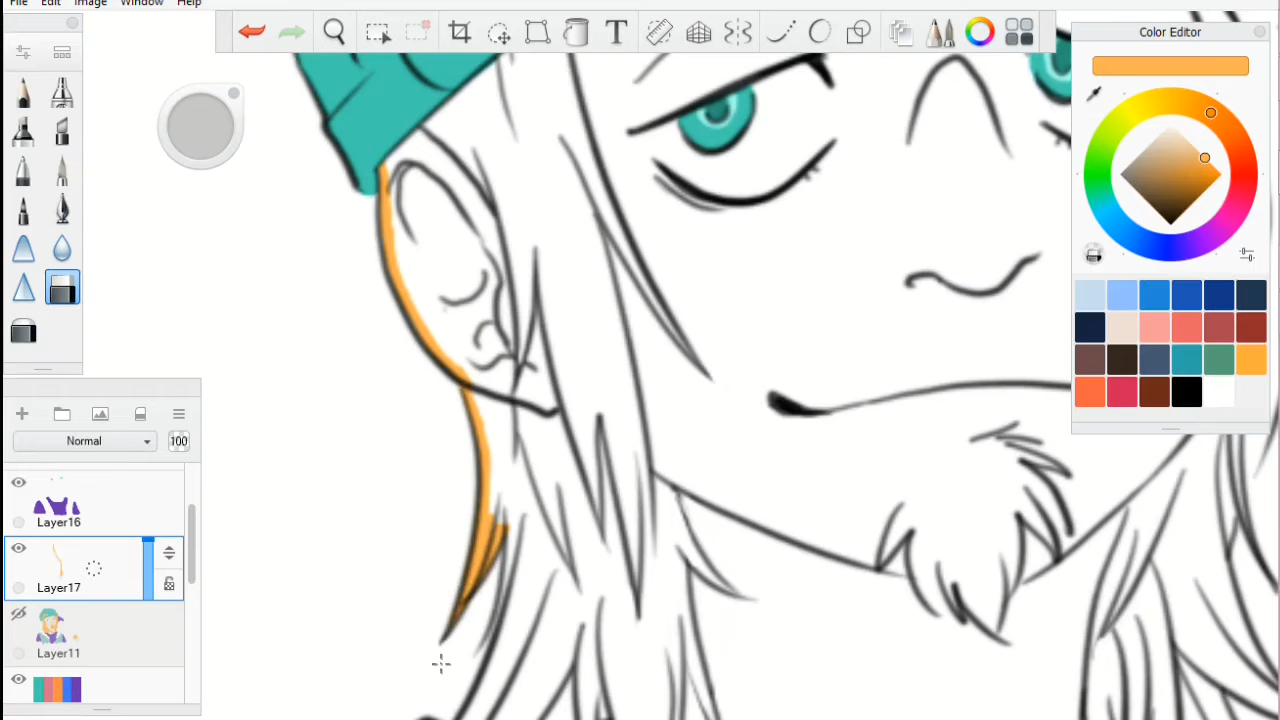 File Edit Image Window Help
T
Color Editor
Normal
100
Layer16
Layer17
Layer11